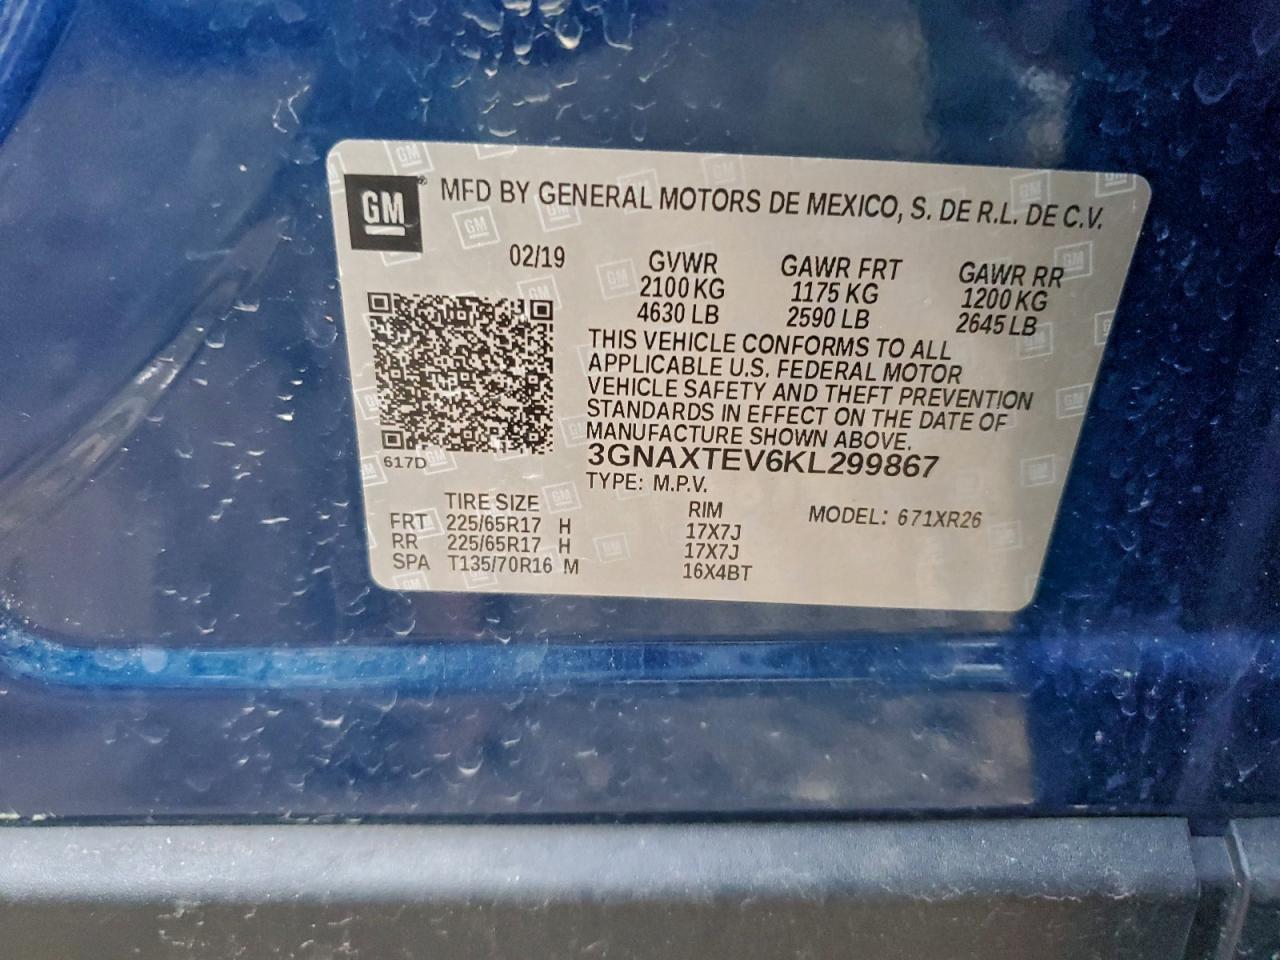 GM® MFD BY GENERAL MOTORS DE MEXICO, S. DE R.L. DE C.V.
02/19
GVWR GAWR FRT GAWR RR
2100 KG 1175 KG 1200 KG
4630 LB 2590 LB 2645 LB
THIS VEHICLE CONFORMS TO ALL
APPLICABLE U.S. FEDERAL MOTOR
VEHICLE SAFETY AND THEFT PREVENTION
STANDARDS IN EFFECT ON THE DATE OF
MANUFACTURE SHOWN ABOVE.
617D
3GNAXTEV6KL299867
TYPE: M.P.V.
TIRE SIZE RIM MODEL: 671XR26
FRT 225/65R17 H 17X7J
RR 225/65R17 H 17X7J
SPA T135/70R16 M 16X4BT